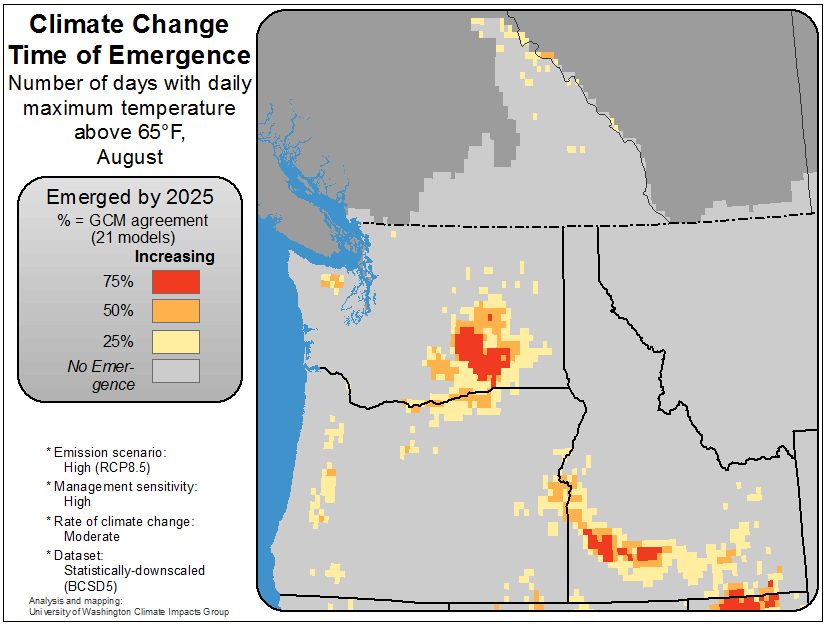 Climate Change
Time of Emergence
Number of days with daily
maximum temperature
above 65°F,
August
Emerged by 2025
% = GCM agreement
(21 models)
Increasing
75%
50%
25%
No Emer-
gence
* Emission scenario:
High (RCP8.5)
* Management sensitivity:
High
* Rate of climate change:
Moderate
* Dataset:
Statistically-downscaled
(BCSD5)
Analysis and mapping:
University of Washington Climate Impacts Group